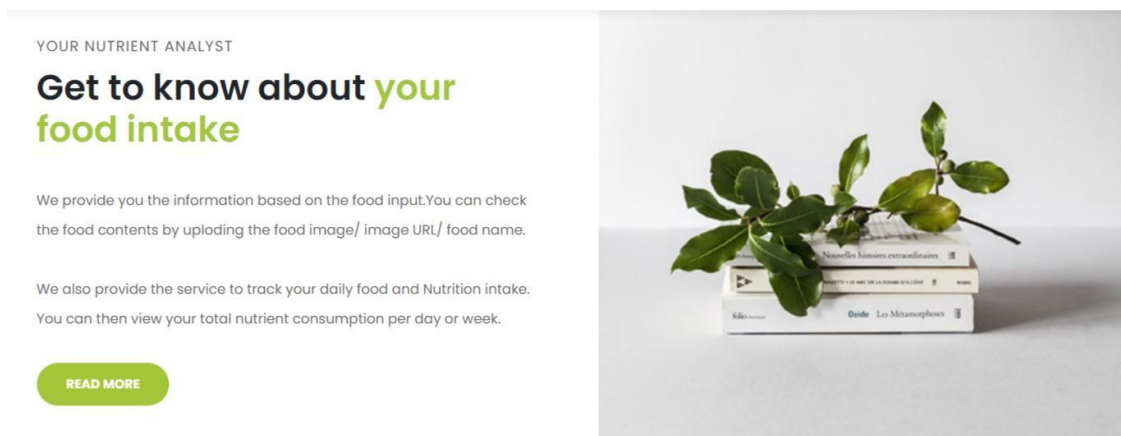 YOUR NUTRIENT ANALYST
Get to know about your
food intake
We provide you the information based on the food input.You can check
the food contents by uploding the food image/ image URL/ food name.
We also provide the service to track your daily food and Nutrition intake.
You can then view your total nutrient consumption per day or week.
READ MORE
Nouvelles histoires extraordinaires
folio
Ovide Les Métamorphoses